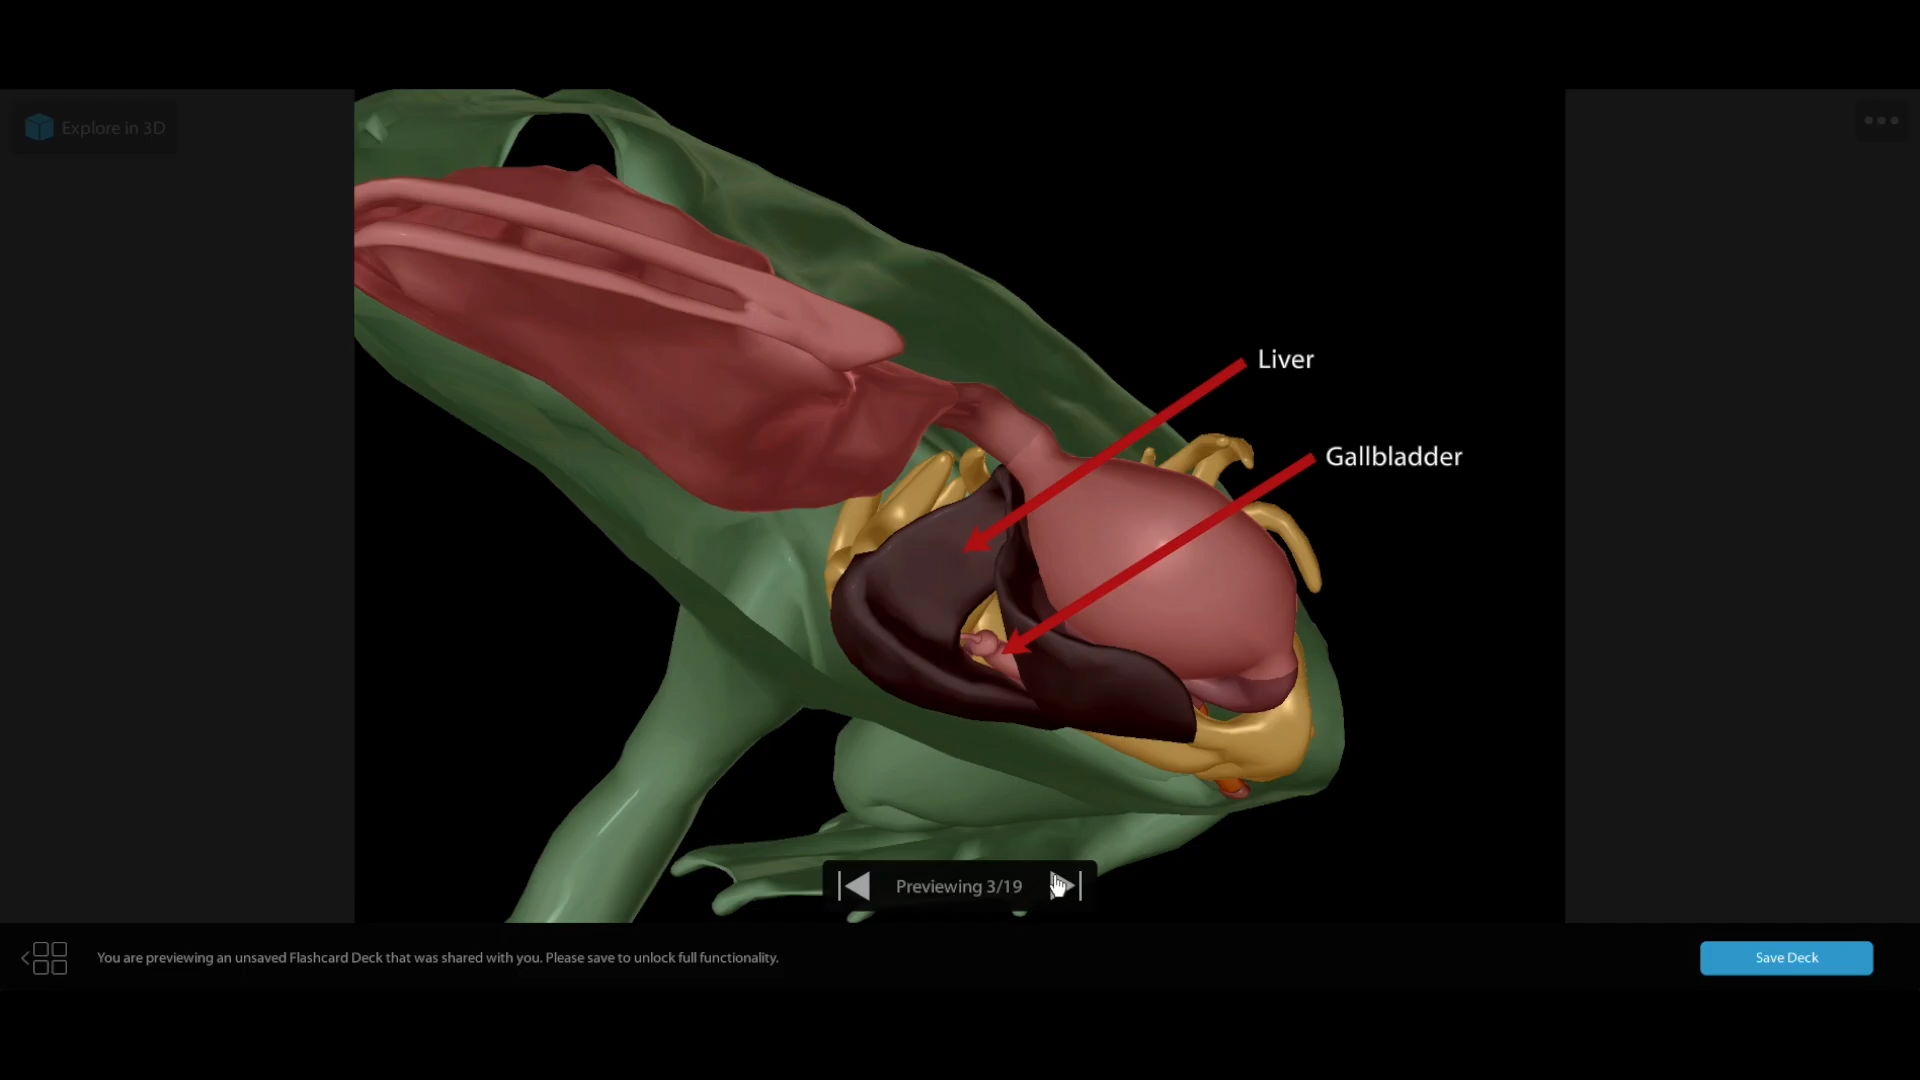 Explore in 3D
Liver
Gallbladder
Previewing 3/19
You are previewing an unsaved Flashcard Deck that was shared with you. Please save to unlock full functionality.
Save Deck